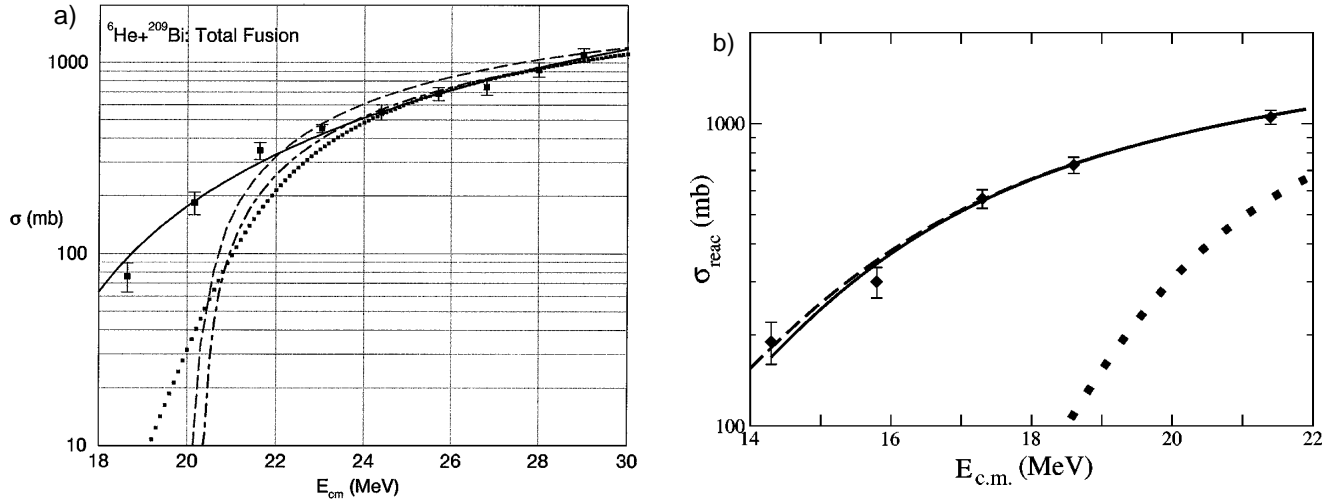 a)
⁶He+²⁰⁹Bi: Total Fusion
1000
σ (mb)
100
10
18 20 22 24 26 28 30
E_cm (MeV)
b)
1000
σ_reac (mb)
100
14 16 18 20 22
E_c.m. (MeV)